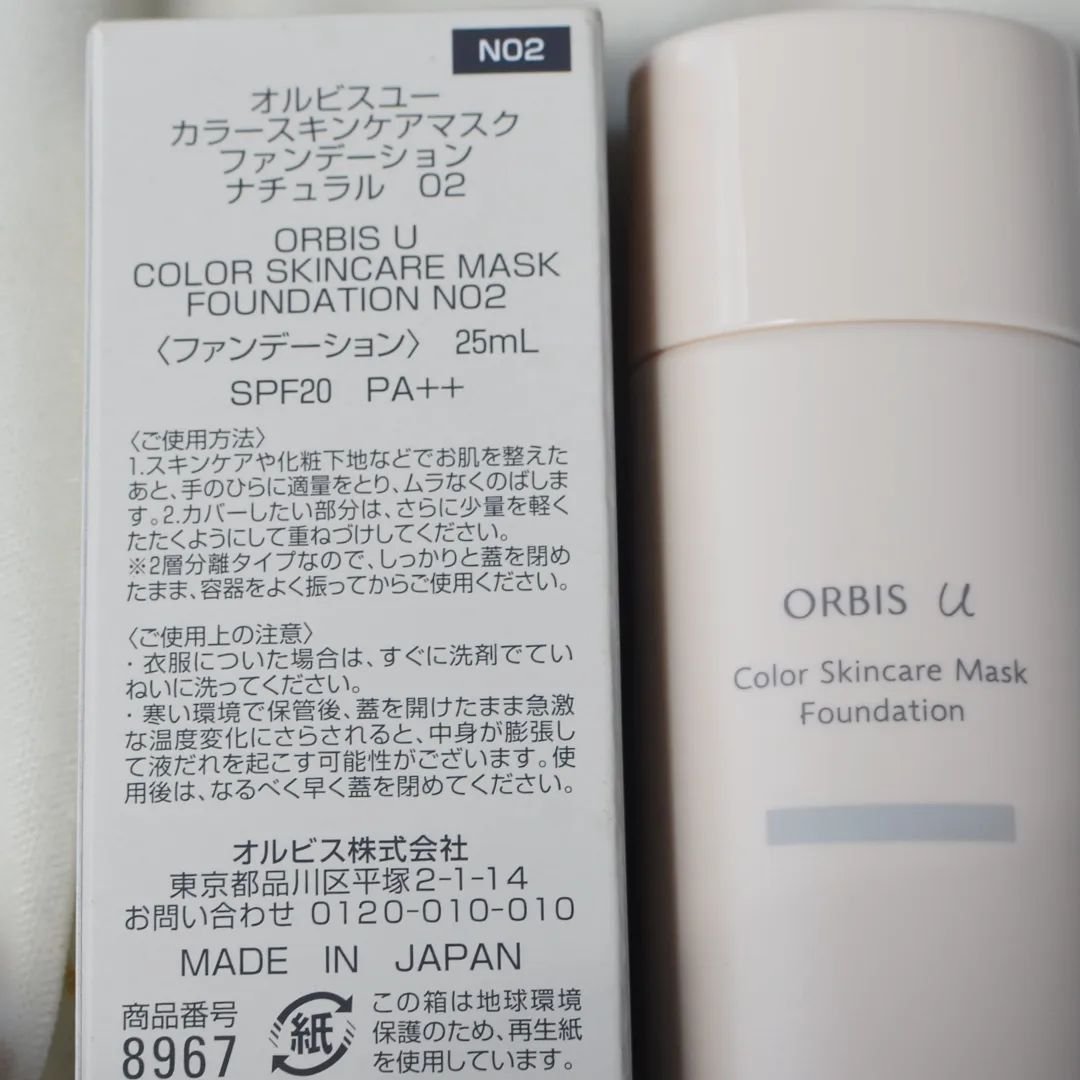 N02
オルビスユー
カラースキンケアマスク
ファンデーション
ナチュラル 02
ORBIS U
COLOR SKINCARE MASK
FOUNDATION N02
〈ファンデーション〉 25mL
SPF20 PA++
〈ご使用方法〉
1.スキンケアや化粧下地などでお肌を整えた
あと、手のひらに適量をとり、ムラなくのばしま
す。2.カバーしたい部分は、さらに少量を軽く
たたくようにして重ねづけしてください。
※2層分離タイプなので、しっかりと蓋を閉め
たまま、容器をよく振ってからご使用ください。
〈ご使用上の注意〉
・衣服についた場合は、すぐに洗剤でてい
ねいに洗ってください。
・寒い環境で保管後、蓋を開けたまま急激
な温度変化にさらされると、中身が膨張し
て液だれを起こす可能性がございます。使
用後は、なるべく早く蓋を閉めてください。
オルビス株式会社
東京都品川区平塚2-1-14
お問い合わせ 0120-010-010
MADE IN JAPAN
商品番号
8967
紙
この箱は地球環境
保護のため、再生紙
を使用しています。
ORBIS U
Color Skincare Mask
Foundation